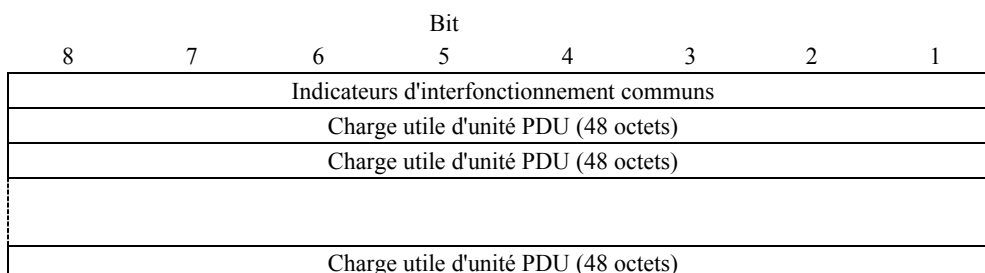 Bit
8 7 6 5 4 3 2 1
Indicateurs d'interfonctionnement communs
Charge utile d'unité PDU (48 octets)
Charge utile d'unité PDU (48 octets)
Charge utile d'unité PDU (48 octets)